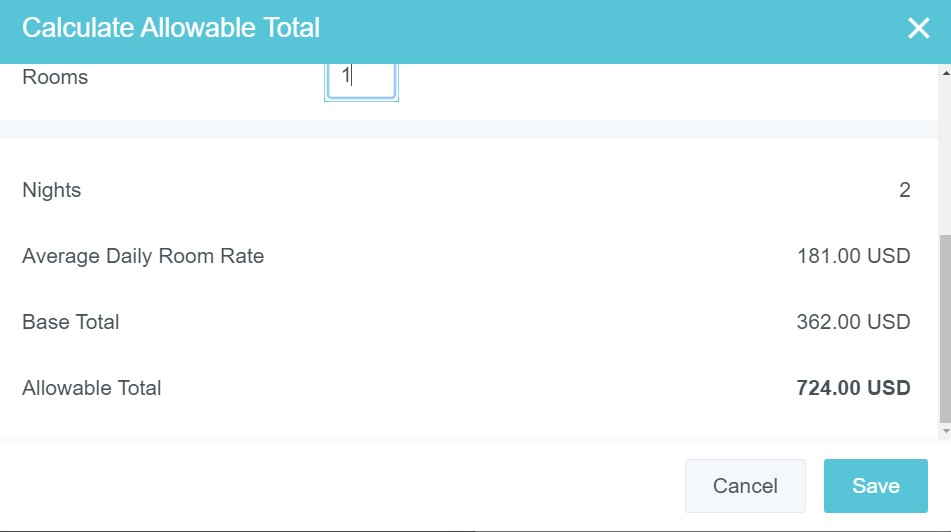 Calculate Allowable Total
Rooms 1
Nights 2
Average Daily Room Rate 181.00 USD
Base Total 362.00 USD
Allowable Total 724.00 USD
Cancel Save